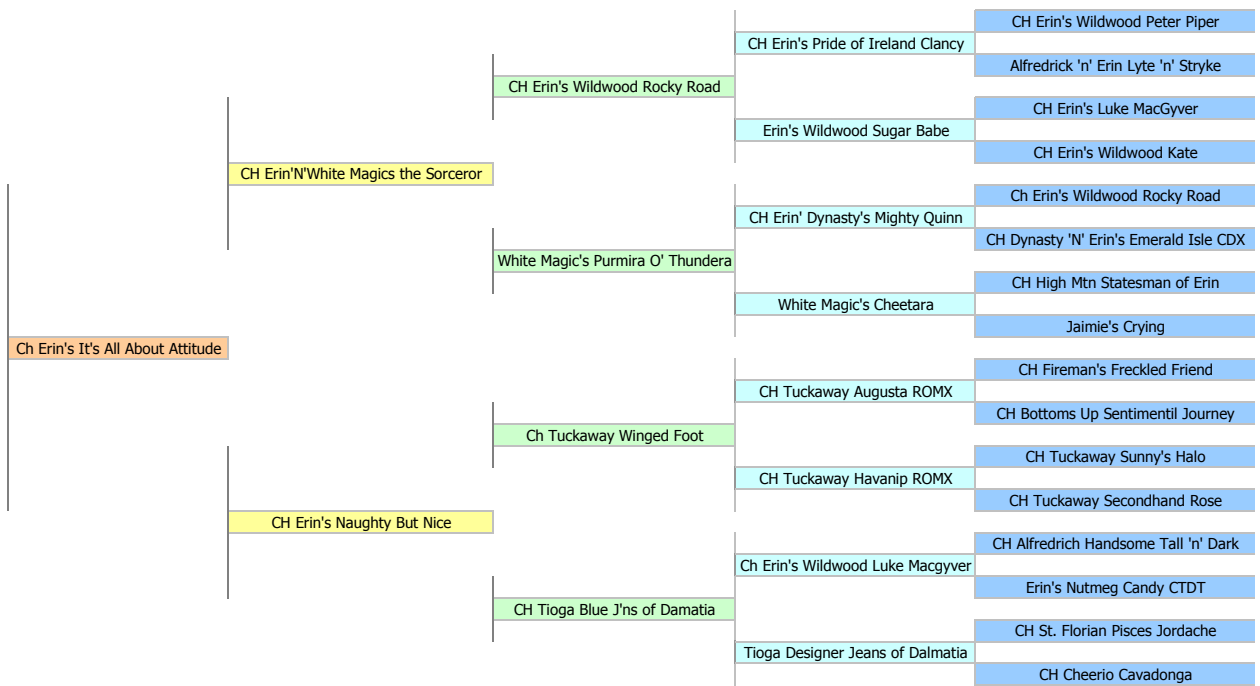 CH Erin's Wildwood Peter Piper
CH Erin's Pride of Ireland Clancy
Alfredrick 'n' Erin Lyte 'n' Stryke
CH Erin's Wildwood Rocky Road
CH Erin's Luke MacGyver
Erin's Wildwood Sugar Babe
CH Erin's Wildwood Kate
CH Erin'N'White Magics the Sorceror
Ch Erin's Wildwood Rocky Road
CH Erin' Dynasty's Mighty Quinn
CH Dynasty 'N' Erin's Emerald Isle CDX
White Magic's Purmira O' Thundera
CH High Mtn Statesman of Erin
White Magic's Cheetara
Jaimie's Crying
Ch Erin's It's All About Attitude
CH Fireman's Freckled Friend
CH Tuckaway Augusta ROMX
CH Bottoms Up Sentimentil Journey
Ch Tuckaway Winged Foot
CH Tuckaway Sunny's Halo
CH Tuckaway Havanip ROMX
CH Tuckaway Secondhand Rose
CH Erin's Naughty But Nice
CH Alfredrich Handsome Tall 'n' Dark
Ch Erin's Wildwood Luke Macgyver
Erin's Nutmeg Candy CTDT
CH Tioga Blue J'ns of Damatia
CH St. Florian Pisces Jordache
Tioga Designer Jeans of Dalmatia
CH Cheerio Cavadonga